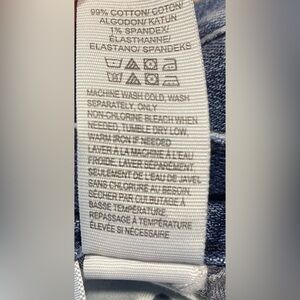 99% COTTON/ COTON/
ALGODON/ KATUN
1% SPANDEX/
ÉLASTHANNE/
ELASTANO/ SPANDEKS
MACHINE WASH COLD, WASH
SEPARATELY, ONLY
NON-CHLORINE BLEACH WHEN
NEEDED, TUMBLE DRY LOW,
WARM IRON IF NEEDED
LAVER À LA MACHINE À L'EAU
FROIDE, LAVER SÉPARÉMENT,
SEULEMENT DE L'EAU DE JAVEL
SANS CHLORURE AU BESOIN,
SÉCHER PAR CULBUTAGE À
BASSE TEMPÉRATURE,
REPASSAGE À TEMPÉRATURE
ÉLEVÉE SI NÉCESSAIRE